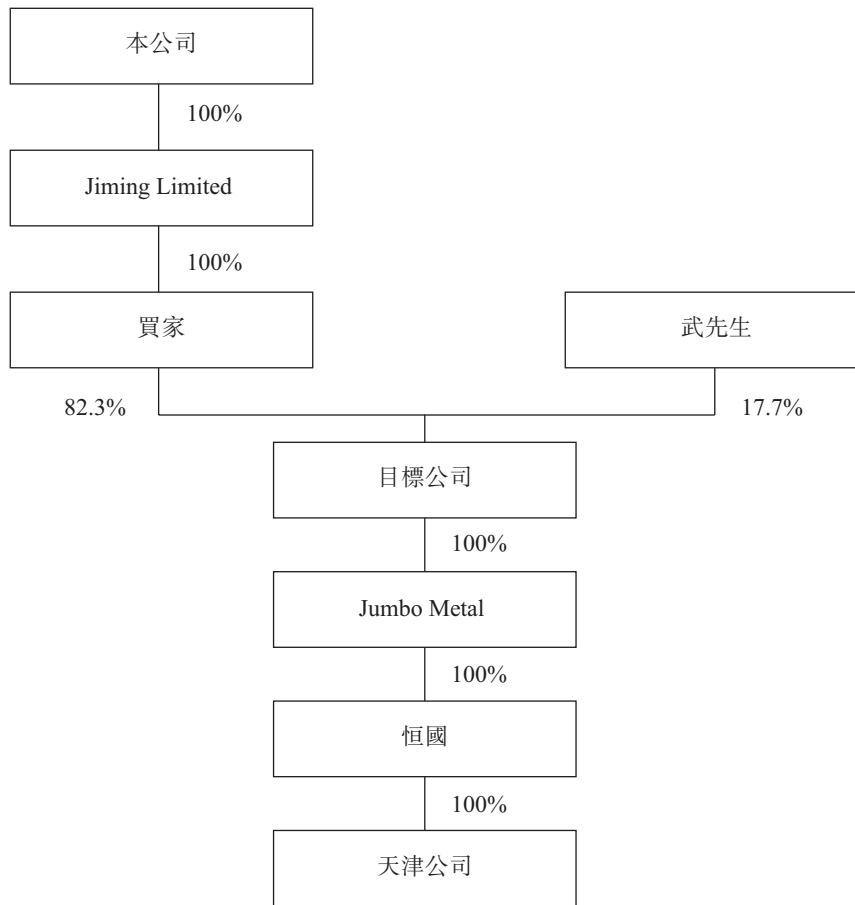 本公司
100%
Jiming Limited
100%
買家
武先生
82.3%
17.7%
目標公司
100%
Jumbo Metal
100%
恒國
100%
天津公司